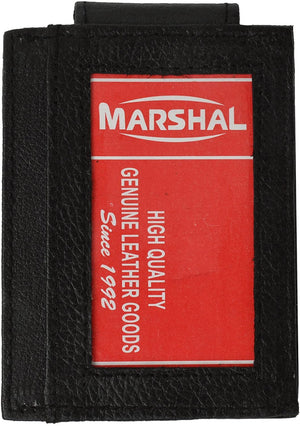 MARSHAL
HIGH QUALITY
GENUINE LEATHER GOODS
Since 1992